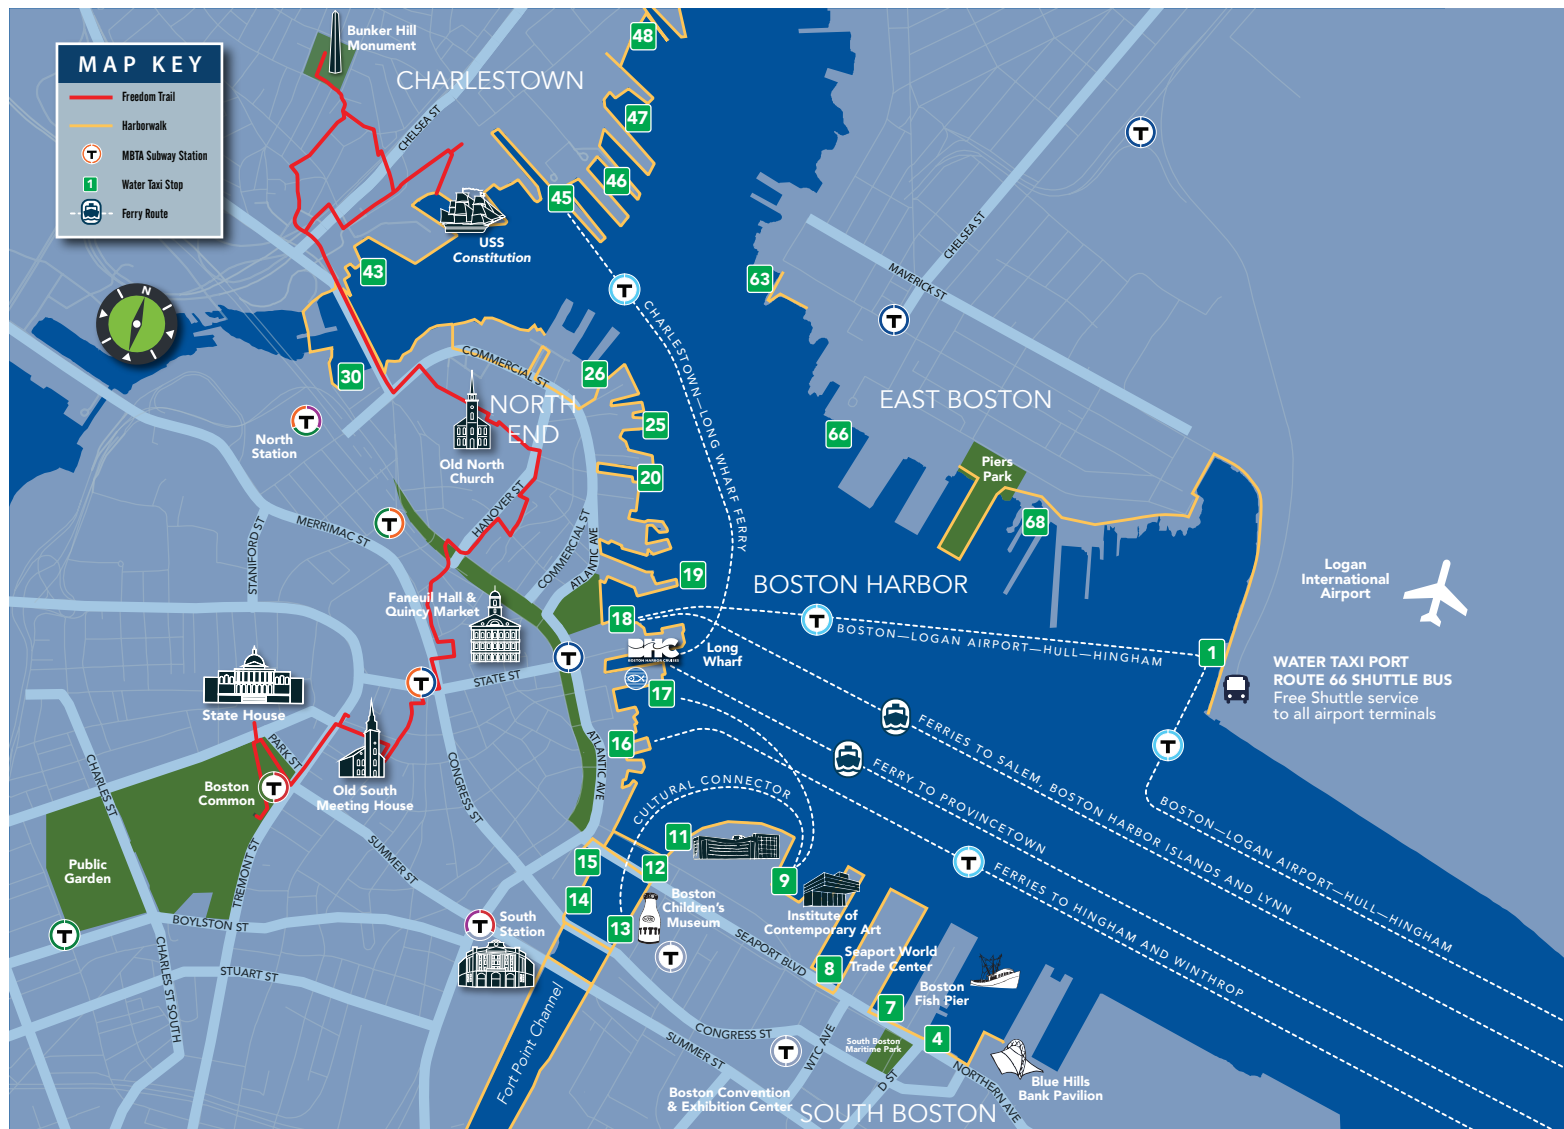 MAP KEY
Freedom Trail
Harborwalk
T
MBTA Subway Station
1
Water Taxi Stop
Ferry Route
N
Bunker Hill
Monument
CHARLESTOWN
CHELSEA ST
48
47
46
45
USS
Constitution
43
T
CHARLESTOWN—LONG WHARF FERRY
30
T
North
Station
COMMERCIAL ST
NORTH
END
Old North
Church
26
25
20
T
HANOVER ST
MERRIMAC ST
STANIFORD ST
COMMERCIAL ST
ATLANTIC AVE
Faneuil Hall &
Quincy Market
19
18
T
63
T
CHELSEA ST
MAVERICK ST
T
EAST BOSTON
66
Piers
Park
68
BOSTON HARBOR
T
BOSTON—LOGAN AIRPORT—HULL—HINGHAM
1
Logan
International
Airport
WATER TAXI PORT
ROUTE 66 SHUTTLE BUS
Free Shuttle service
to all airport terminals
T
BOSTON—LOGAN AIRPORT—HULL—HINGHAM
BHC
BOSTON HARBOR CRUISES
Long
Wharf
17
16
State House
T
STATE ST
Old South
Meeting House
PARK ST
Boston
Common
T
CHARLES ST
Public
Garden
T
TREMONT ST
BOYLSTON ST
CHARLES ST SOUTH
STUART ST
SUMMER ST
CONGRESS ST
ATLANTIC AVE
FERRIES TO SALEM, BOSTON HARBOR ISLANDS AND LYNN
FERRY TO PROVINCETOWN
T
FERRIES TO HINGHAM AND WINTHROP
CULTURAL CONNECTOR
11
12
15
14
13
9
Boston
Children's
Museum
Institute of
Contemporary Art
T
South
Station
T
SEAPORT BLVD
8
Seaport World
Trade Center
7
Boston
Fish Pier
4
South Boston
Maritime Park
Fort Point Channel
CONGRESS ST
SUMMER ST
T
WTC AVE
D ST
NORTHERN AVE
Blue Hills
Bank Pavilion
Boston Convention
& Exhibition Center
SOUTH BOSTON